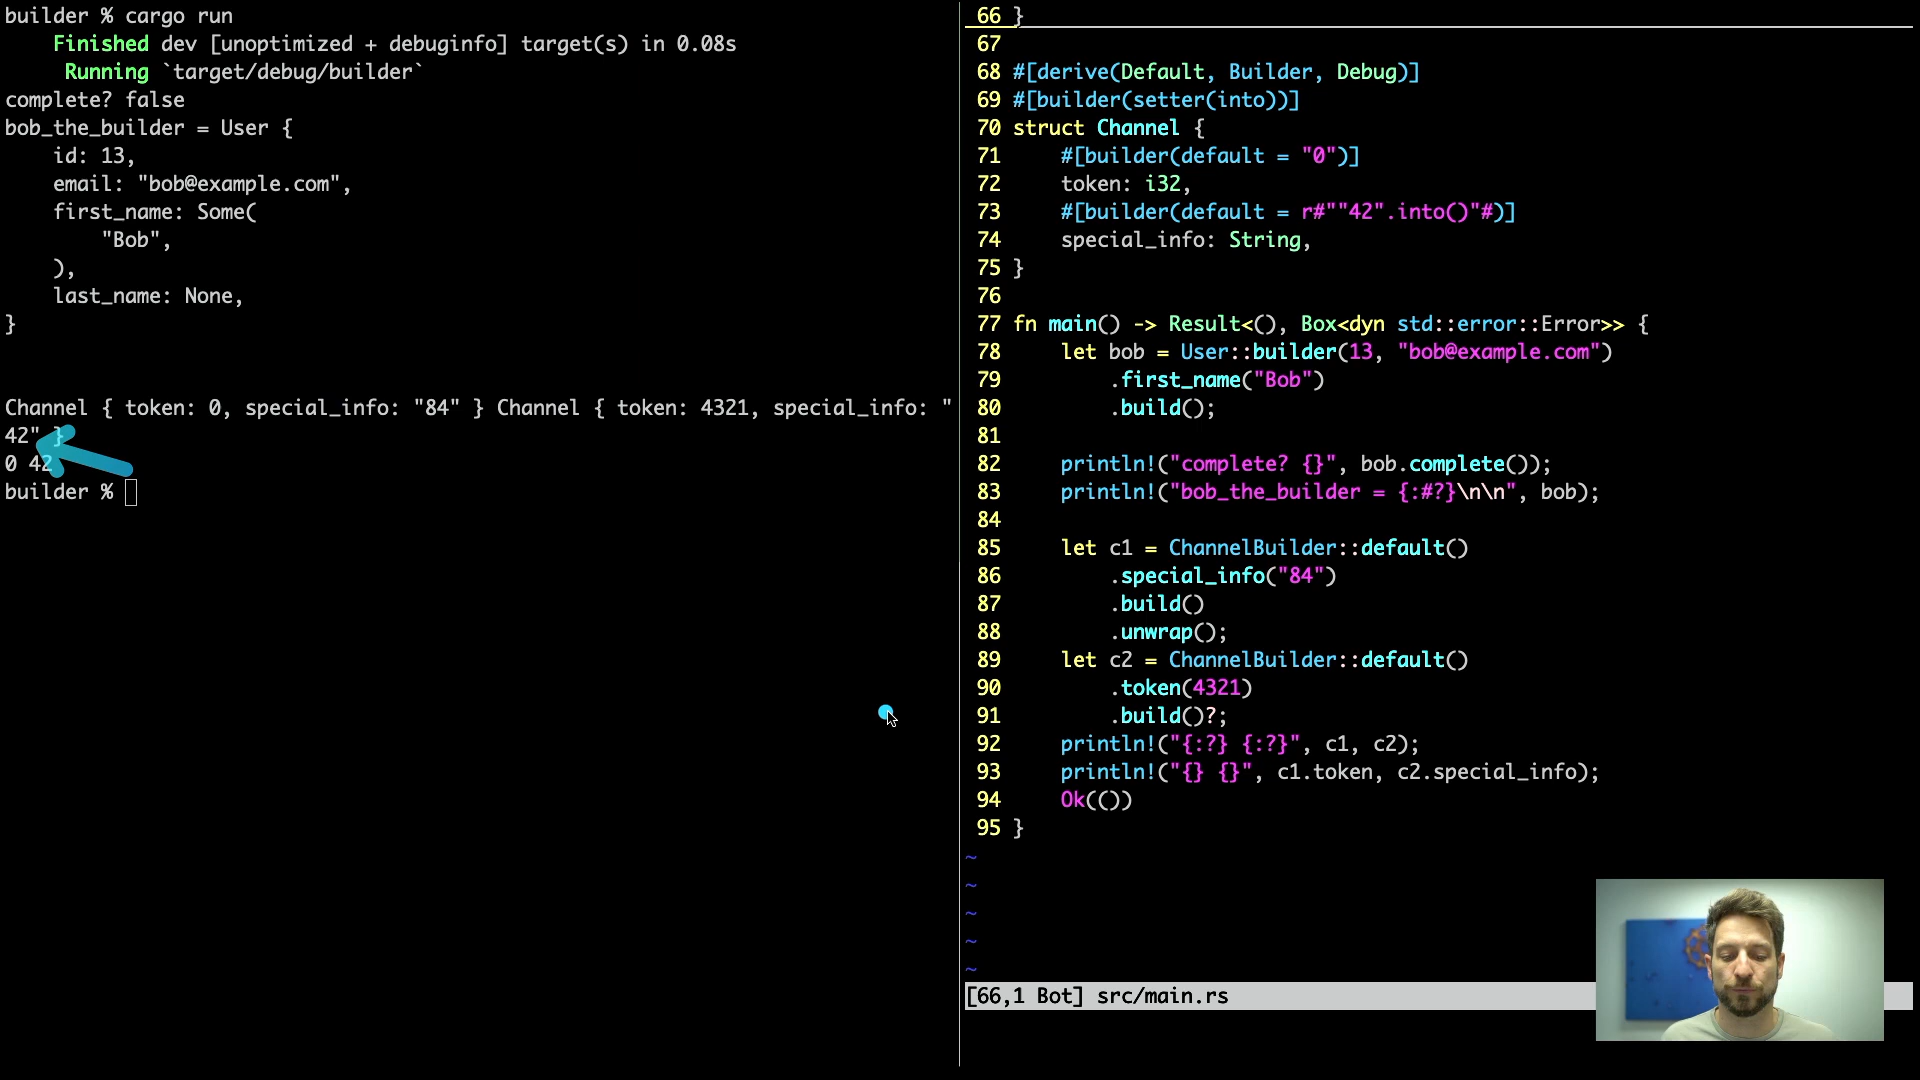 builder % cargo run
    Finished dev [unoptimized + debuginfo] target(s) in 0.08s
     Running `target/debug/builder`
complete? false
bob_the_builder = User {
    id: 13,
    email: "bob@example.com",
    first_name: Some(
        "Bob",
    ),
    last_name: None,
}
Channel { token: 0, special_info: "84" } Channel { token: 4321, special_info: "
42" }
0 42
builder %
66 }
67
68 #[derive(Default, Builder, Debug)]
69 #[builder(setter(into))]
70 struct Channel {
71     #[builder(default = "0")]
72     token: i32,
73     #[builder(default = r#""42".into()"#)]
74     special_info: String,
75 }
76
77 fn main() -> Result<(), Box<dyn std::error::Error>> {
78     let bob = User::builder(13, "bob@example.com")
79         .first_name("Bob")
80         .build();
81
82     println!("complete? {}", bob.complete());
83     println!("bob_the_builder = {:#?}\n\n", bob);
84
85     let c1 = ChannelBuilder::default()
86         .special_info("84")
87         .build()
88         .unwrap();
89     let c2 = ChannelBuilder::default()
90         .token(4321)
91         .build()?;
92     println!("{:?} {:?}", c1, c2);
93     println!("{} {}", c1.token, c2.special_info);
94     Ok(())
95 }
~
~
~
~
~
[66,1 Bot] src/main.rs